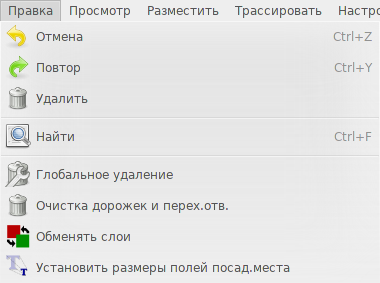 Правка Просмотр Разместить Трассировать Настро
Отмена Ctrl+Z
Повтор Ctrl+Y
Удалить
Найти Ctrl+F
Глобальное удаление
Очистка дорожек и перех.отв.
Обменять слои
Установить размеры полей посад.места